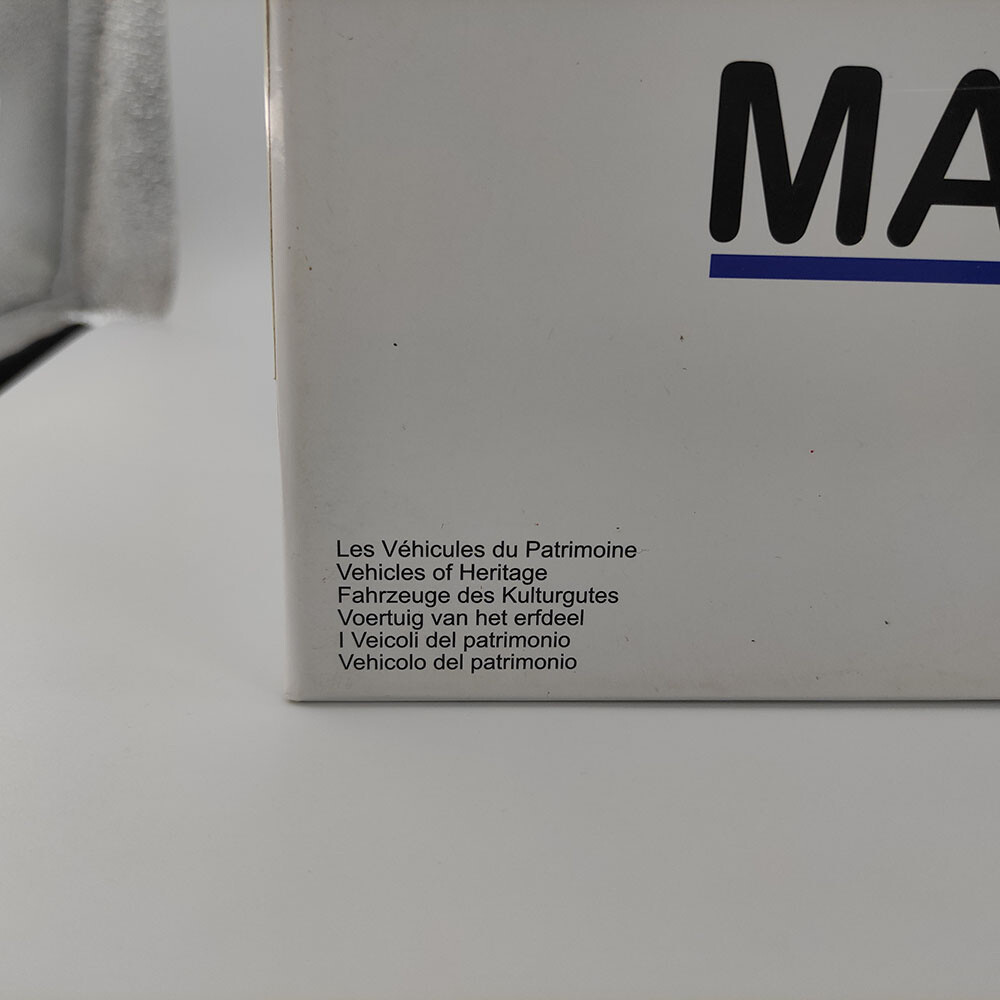 MA
Les Véhicules du Patrimoine
Vehicles of Heritage
Fahrzeuge des Kulturgutes
Voertuig van het erfdeel
I Veicoli del patrimonio
Vehicolo del patrimonio